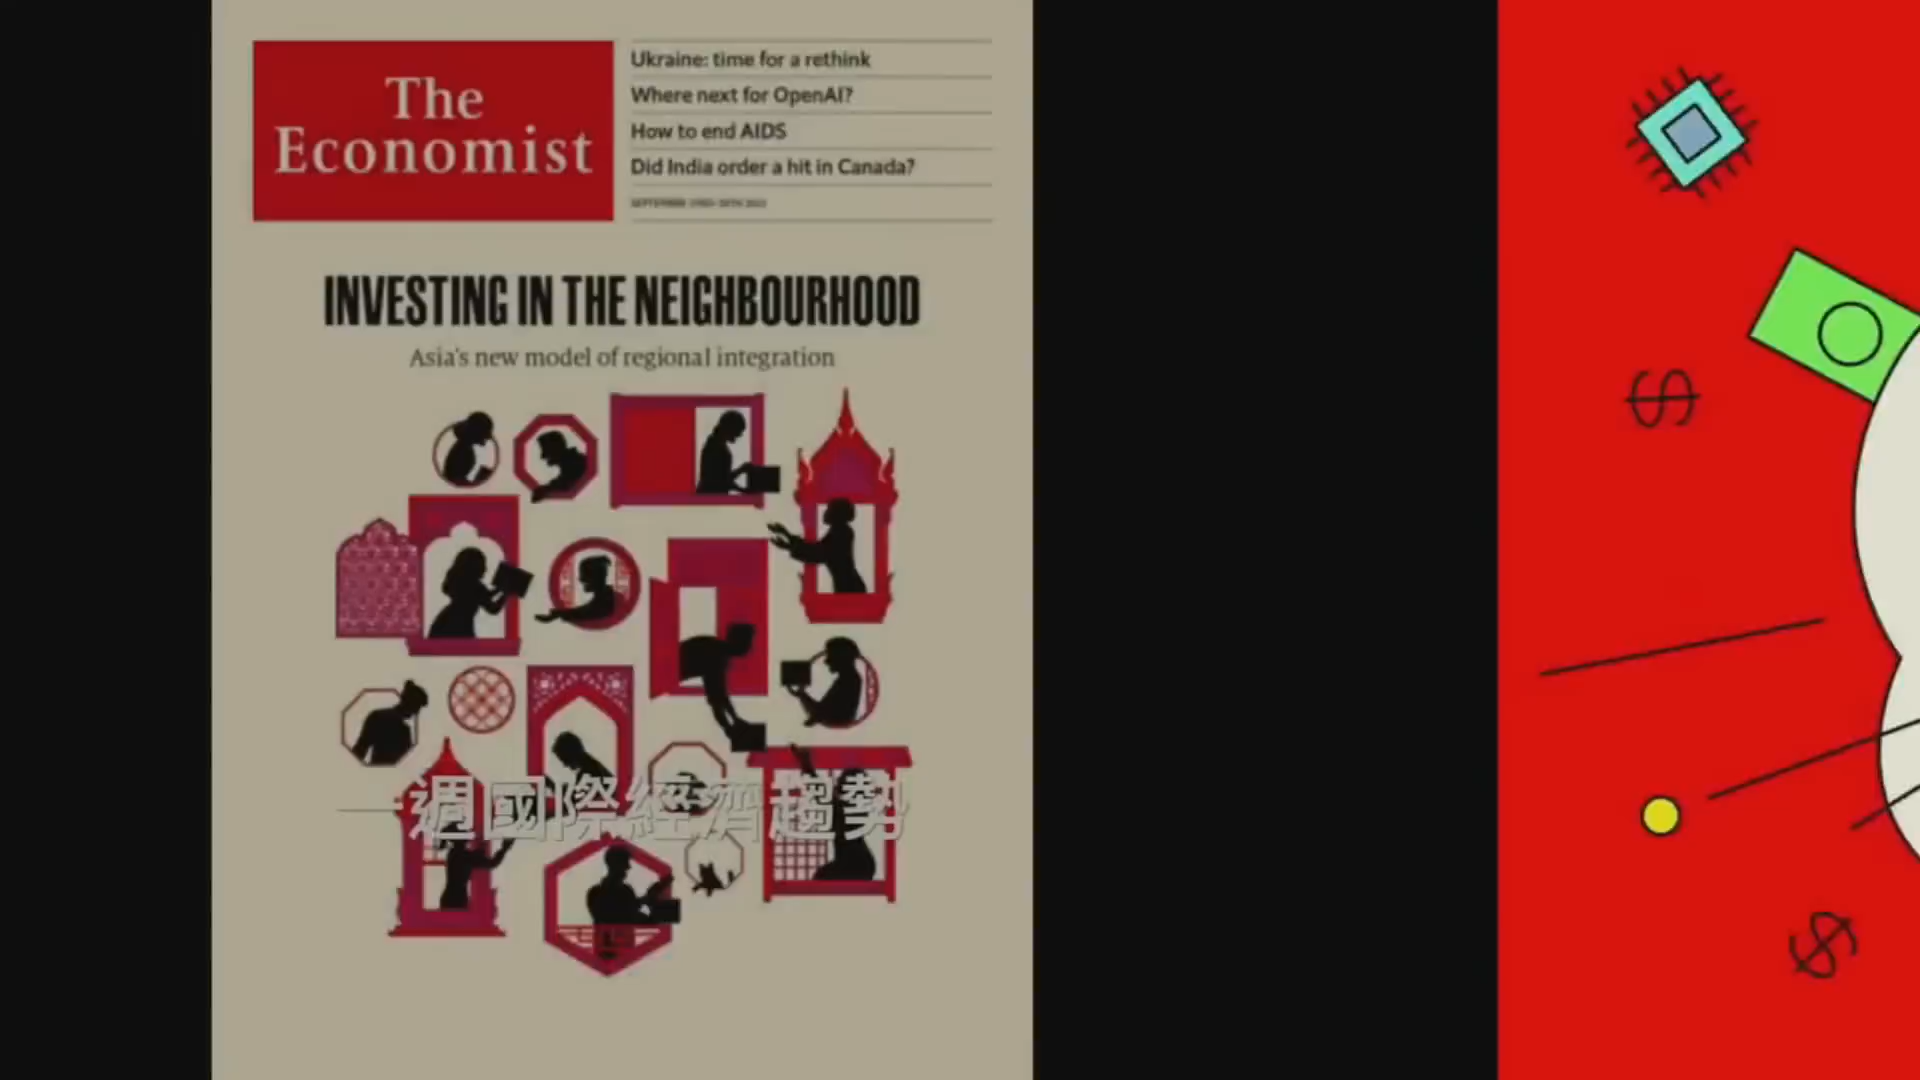 The
Economist
Ukraine: time for a rethink
Where next for OpenAI?
How to end AIDS
Did India order a hit in Canada?
INVESTING IN THE NEIGHBOURHOOD
Asia's new model of regional integration
一週國際經濟趨勢
$
$